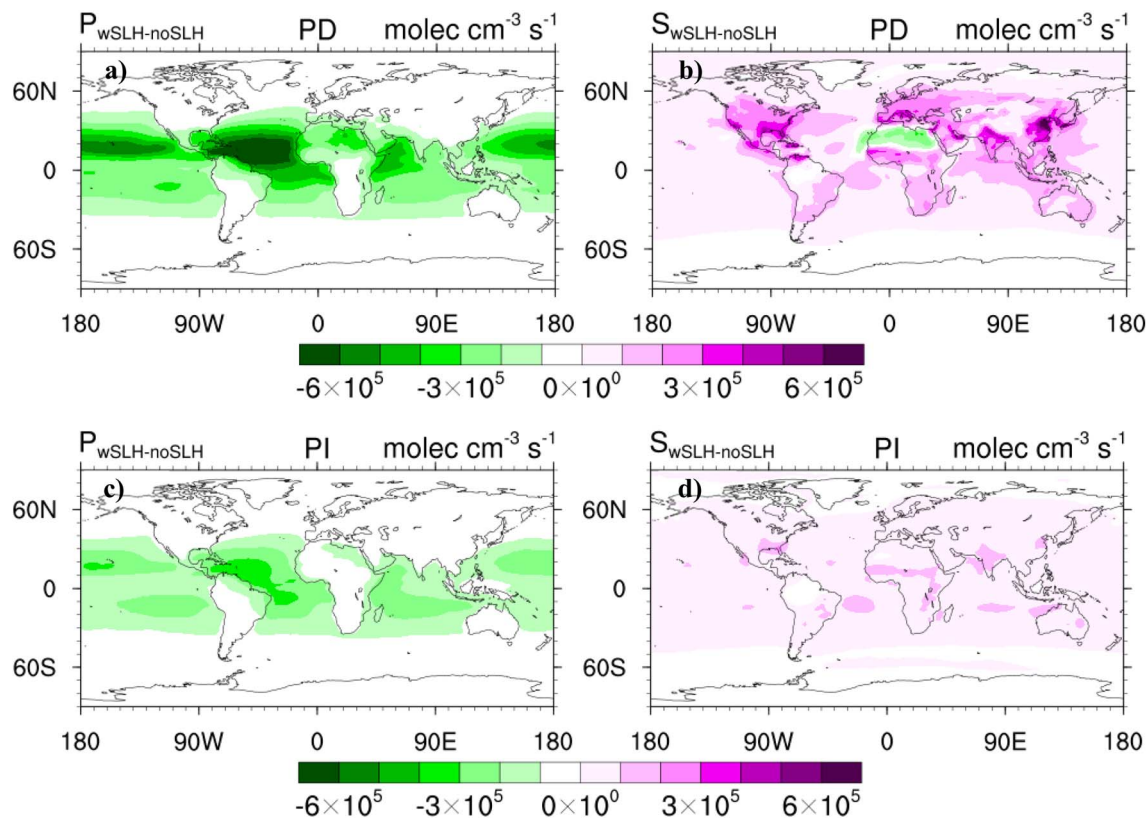 P wSLH-noSLH PD molec cm⁻³ s⁻¹
S wSLH-noSLH PD molec cm⁻³ s⁻¹
a)
b)
60N
0
60S
60N
0
60S
180 90W 0 90E 180
180 90W 0 90E 180
-6×10⁵ -3×10⁵ 0×10⁰ 3×10⁵ 6×10⁵
P wSLH-noSLH PI molec cm⁻³ s⁻¹
S wSLH-noSLH PI molec cm⁻³ s⁻¹
c)
d)
60N
0
60S
60N
0
60S
180 90W 0 90E 180
180 90W 0 90E 180
-6×10⁵ -3×10⁵ 0×10⁰ 3×10⁵ 6×10⁵